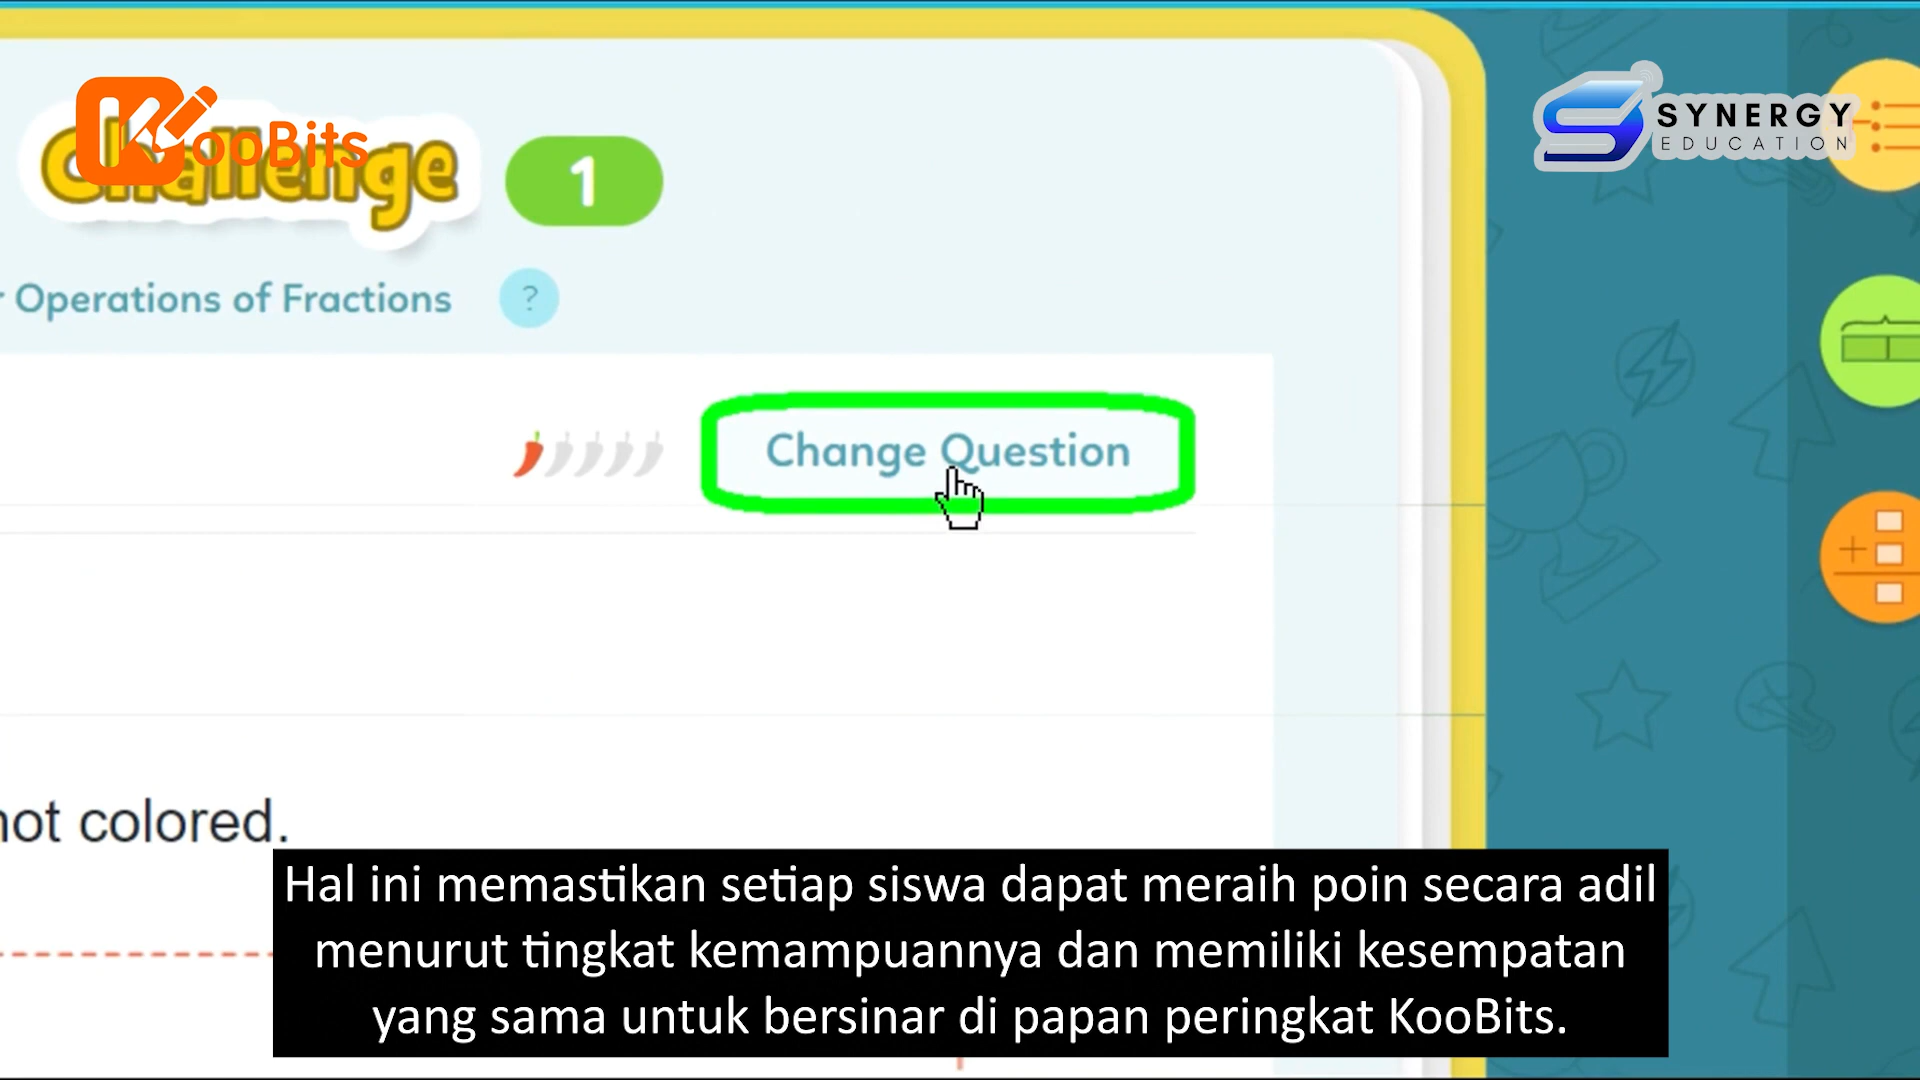 KooBits
Challenge
1
SYNERGY
EDUCATION
Operations of Fractions
?
Change Question
not colored.
Hal ini memastikan setiap siswa dapat meraih poin secara adil
menurut tingkat kemampuannya dan memiliki kesempatan
yang sama untuk bersinar di papan peringkat KooBits.